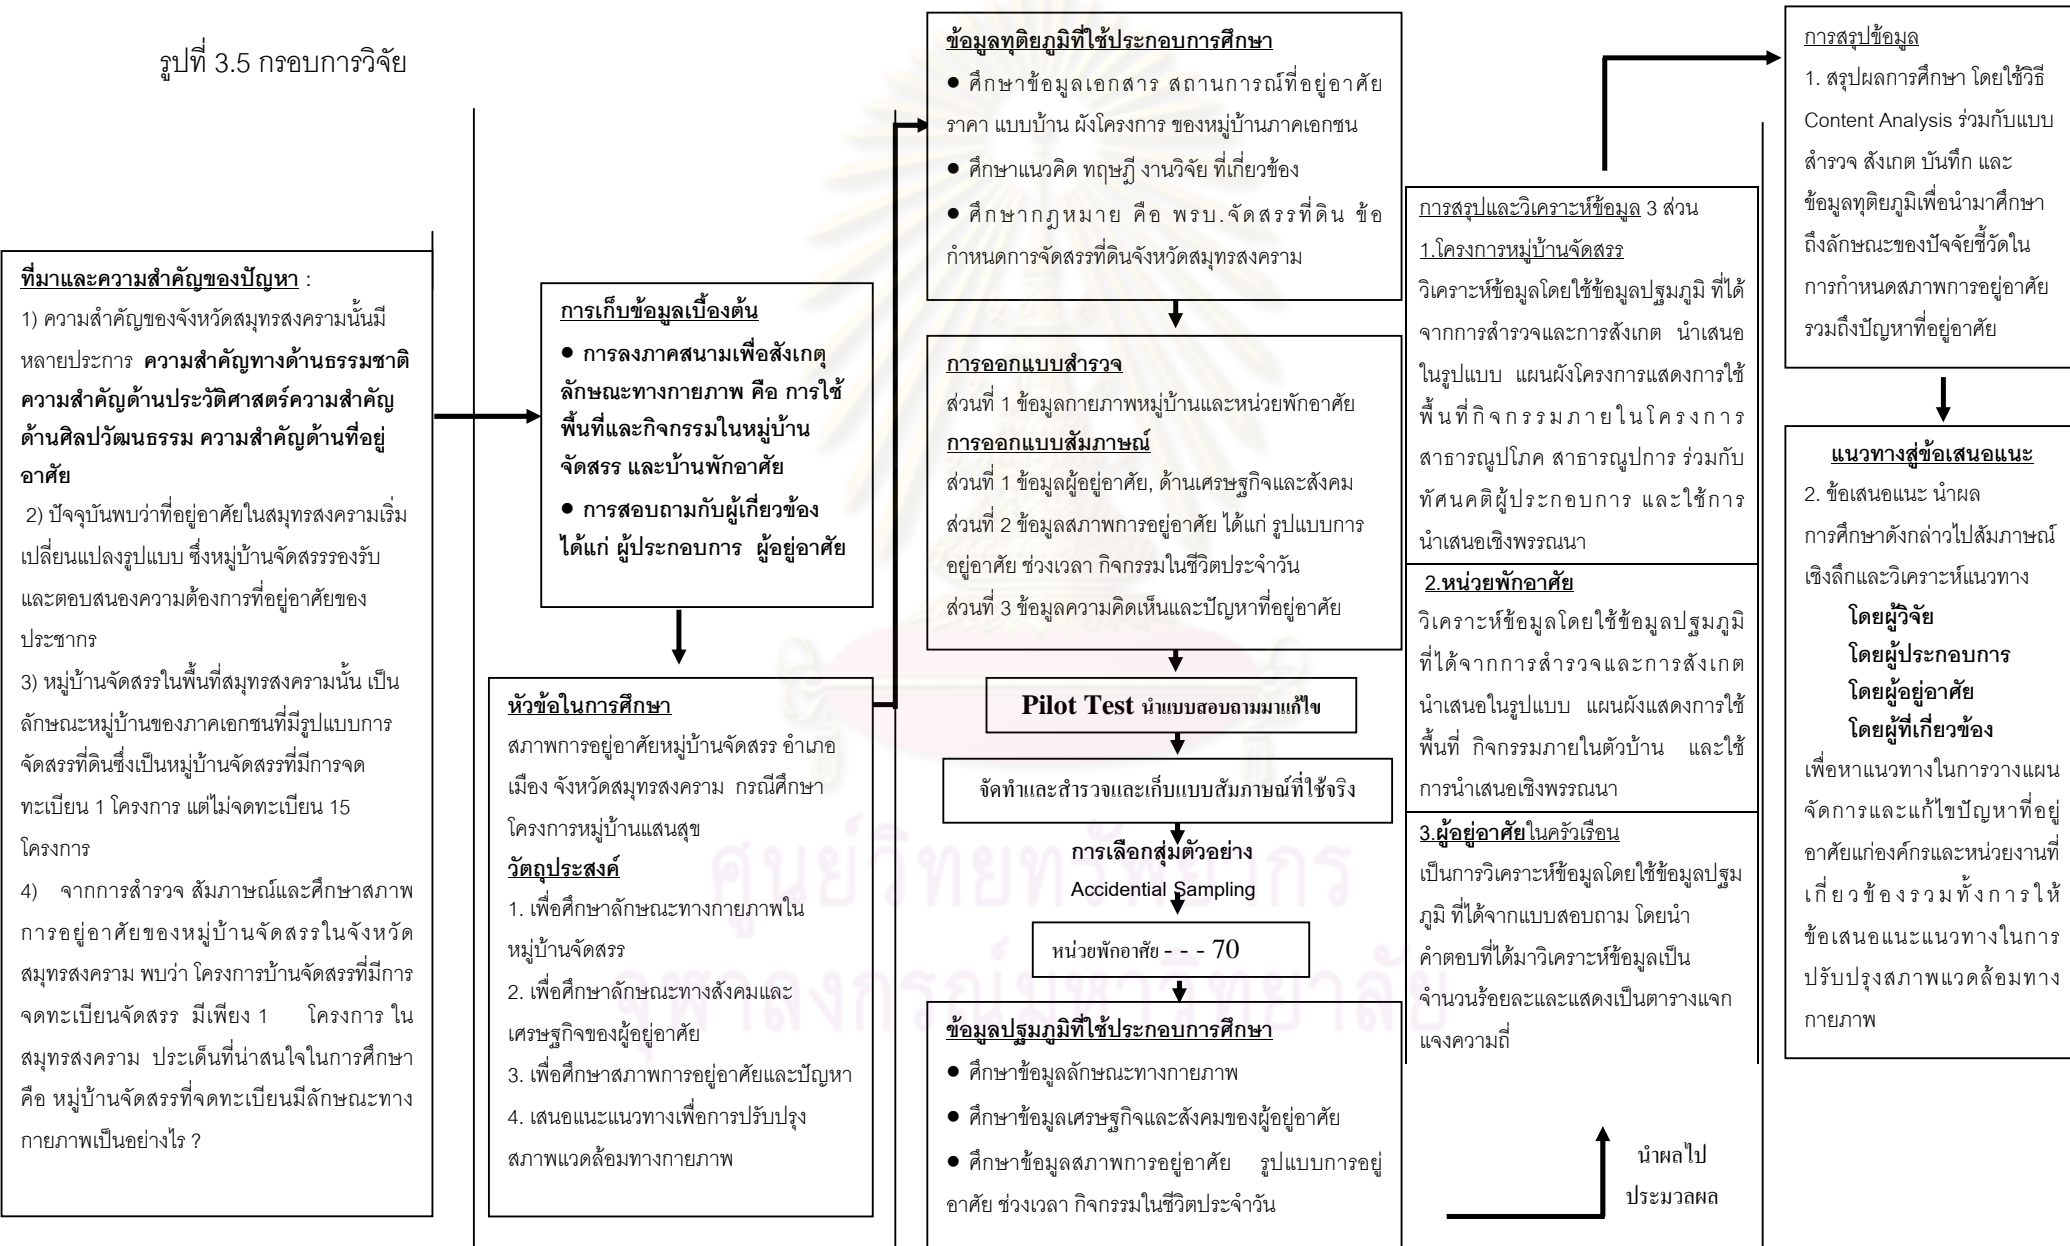 รูปที่ 3.5 กรอบการวิจัย
ที่มาและความสำคัญของปัญหา :
1) ความสำคัญของจังหวัดสมุทรสงครามนั้นมี
หลายประการ ความสำคัญทางด้านธรรมชาติ
ความสำคัญด้านประวัติศาสตร์ความสำคัญ
ด้านศิลปวัฒนธรรม ความสำคัญด้านที่อยู่
อาศัย
2) ปัจจุบันพบว่าที่อยู่อาศัยในสมุทรสงครามเริ่ม
เปลี่ยนแปลงรูปแบบ ซึ่งหมู่บ้านจัดสรรรองรับ
และตอบสนองความต้องการที่อยู่อาศัยของ
ประชากร
3) หมู่บ้านจัดสรรในพื้นที่สมุทรสงครามนั้น เป็น
ลักษณะหมู่บ้านของภาคเอกชนที่มีรูปแบบการ
จัดสรรที่ดินซึ่งเป็นหมู่บ้านจัดสรรที่มีการจด
ทะเบียน 1 โครงการ แต่ไม่จดทะเบียน 15
โครงการ
4) จากการสำรวจ สัมภาษณ์และศึกษาสภาพ
การอยู่อาศัยของหมู่บ้านจัดสรรในจังหวัด
สมุทรสงคราม พบว่า โครงการบ้านจัดสรรที่มีการ
จดทะเบียนจัดสรร มีเพียง 1 โครงการ ใน
สมุทรสงคราม ประเด็นที่น่าสนใจในการศึกษา
คือ หมู่บ้านจัดสรรที่จดทะเบียนมีลักษณะทาง
กายภาพเป็นอย่างไร ?
การเก็บข้อมูลเบื้องต้น
● การลงภาคสนามเพื่อสังเกตุ
ลักษณะทางกายภาพ คือ การใช้
พื้นที่และกิจกรรมในหมู่บ้าน
จัดสรร และบ้านพักอาศัย
● การสอบถามกับผู้เกี่ยวข้อง
ได้แก่ ผู้ประกอบการ ผู้อยู่อาศัย
หัวข้อในการศึกษา
สภาพการอยู่อาศัยหมู่บ้านจัดสรร อำเภอ
เมือง จังหวัดสมุทรสงคราม กรณีศึกษา
โครงการหมู่บ้านแสนสุข
วัตถุประสงค์
1. เพื่อศึกษาลักษณะทางกายภาพใน
หมู่บ้านจัดสรร
2. เพื่อศึกษาลักษณะทางสังคมและ
เศรษฐกิจของผู้อยู่อาศัย
3. เพื่อศึกษาสภาพการอยู่อาศัยและปัญหา
4. เสนอแนะแนวทางเพื่อการปรับปรุง
สภาพแวดล้อมทางกายภาพ
ข้อมูลทุติยภูมิที่ใช้ประกอบการศึกษา
● ศึกษาข้อมูลเอกสาร สถานการณ์ที่อยู่อาศัย
ราคา แบบบ้าน ผังโครงการ ของหมู่บ้านภาคเอกชน
● ศึกษาแนวคิด ทฤษฎี งานวิจัย ที่เกี่ยวข้อง
● ศึกษากฎหมาย คือ พรบ.จัดสรรที่ดิน ข้อ
กำหนดการจัดสรรที่ดินจังหวัดสมุทรสงคราม
การออกแบบสำรวจ
ส่วนที่ 1 ข้อมูลกายภาพหมู่บ้านและหน่วยพักอาศัย
การออกแบบสัมภาษณ์
ส่วนที่ 1 ข้อมูลผู้อยู่อาศัย, ด้านเศรษฐกิจและสังคม
ส่วนที่ 2 ข้อมูลสภาพการอยู่อาศัย ได้แก่ รูปแบบการ
อยู่อาศัย ช่วงเวลา กิจกรรมในชีวิตประจำวัน
ส่วนที่ 3 ข้อมูลความคิดเห็นและปัญหาที่อยู่อาศัย
Pilot Test นำแบบสอบถามมาแก้ไข
จัดทำและสำรวจและเก็บแบบสัมภาษณ์ที่ใช้จริง
การเลือกสุ่มตัวอย่าง
Accidential Sampling
หน่วยพักอาศัย - - - 70
ข้อมูลปฐมภูมิที่ใช้ประกอบการศึกษา
● ศึกษาข้อมูลลักษณะทางกายภาพ
● ศึกษาข้อมูลเศรษฐกิจและสังคมของผู้อยู่อาศัย
● ศึกษาข้อมูลสภาพการอยู่อาศัย รูปแบบการอยู่
อาศัย ช่วงเวลา กิจกรรมในชีวิตประจำวัน
การสรุปและวิเคราะห์ข้อมูล 3 ส่วน
1.โครงการหมู่บ้านจัดสรร
วิเคราะห์ข้อมูลโดยใช้ข้อมูลปฐมภูมิ ที่ได้
จากการสำรวจและการสังเกต นำเสนอ
ในรูปแบบ แผนผังโครงการแสดงการใช้
พื้นที่กิจกรรมภายในโครงการ
สาธารณูปโภค สาธารณูปการ ร่วมกับ
ทัศนคติผู้ประกอบการ และใช้การ
นำเสนอเชิงพรรณนา
2.หน่วยพักอาศัย
วิเคราะห์ข้อมูลโดยใช้ข้อมูลปฐมภูมิ
ที่ได้จากการสำรวจและการสังเกต
นำเสนอในรูปแบบ แผนผังแสดงการใช้
พื้นที่ กิจกรรมภายในตัวบ้าน และใช้
การนำเสนอเชิงพรรณนา
3.ผู้อยู่อาศัยในครัวเรือน
เป็นการวิเคราะห์ข้อมูลโดยใช้ข้อมูลปฐม
ภูมิ ที่ได้จากแบบสอบถาม โดยนำ
คำตอบที่ได้มาวิเคราะห์ข้อมูลเป็น
จำนวนร้อยละและแสดงเป็นตารางแจก
แจงความถี่
นำผลไป
ประมวลผล
การสรุปข้อมูล
1. สรุปผลการศึกษา โดยใช้วิธี
Content Analysis ร่วมกับแบบ
สำรวจ สังเกต บันทึก และ
ข้อมูลทุติยภูมิเพื่อนำมาศึกษา
ถึงลักษณะของปัจจัยชี้วัดใน
การกำหนดสภาพการอยู่อาศัย
รวมถึงปัญหาที่อยู่อาศัย
แนวทางสู่ข้อเสนอแนะ
2. ข้อเสนอแนะ นำผล
การศึกษาดังกล่าวไปสัมภาษณ์
เชิงลึกและวิเคราะห์แนวทาง
โดยผู้วิจัย
โดยผู้ประกอบการ
โดยผู้อยู่อาศัย
โดยผู้ที่เกี่ยวข้อง
เพื่อหาแนวทางในการวางแผน
จัดการและแก้ไขปัญหาที่อยู่
อาศัยแก่องค์กรและหน่วยงานที่
เกี่ยวข้องรวมทั้งการให้
ข้อเสนอแนะแนวทางในการ
ปรับปรุงสภาพแวดล้อมทาง
กายภาพ
ศูนย์วิทยทรัพยากร
จุฬาลงกรณ์มหาวิทยาลัย